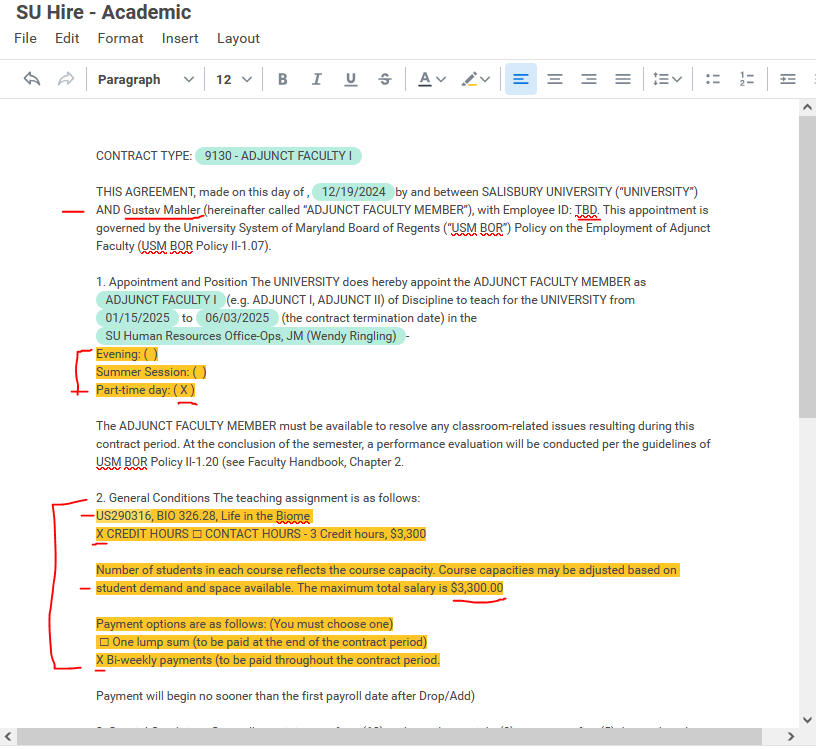 SU Hire - Academic
File Edit Format Insert Layout
Paragraph 12 B I U S A
CONTRACT TYPE: 9130 - ADJUNCT FACULTY I
THIS AGREEMENT, made on this day of , 12/19/2024 by and between SALISBURY UNIVERSITY (“UNIVERSITY”)
AND Gustav Mahler (hereinafter called “ADJUNCT FACULTY MEMBER”), with Employee ID: TBD. This appointment is
governed by the University System of Maryland Board of Regents (“USM BOR”) Policy on the Employment of Adjunct
Faculty (USM BOR Policy II-1.07).
1. Appointment and Position The UNIVERSITY does hereby appoint the ADJUNCT FACULTY MEMBER as
ADJUNCT FACULTY I (e.g. ADJUNCT I, ADJUNCT II) of Discipline to teach for the UNIVERSITY from
01/15/2025 to 06/03/2025 (the contract termination date) in the
SU Human Resources Office-Ops, JM (Wendy Ringling) -
Evening: ( )
Summer Session: ( )
Part-time day: ( X )
The ADJUNCT FACULTY MEMBER must be available to resolve any classroom-related issues resulting during this
contract period. At the conclusion of the semester, a performance evaluation will be conducted per the guidelines of
USM BOR Policy II-1.20 (see Faculty Handbook, Chapter 2.
2. General Conditions The teaching assignment is as follows:
US290316, BIO 326.28, Life in the Biome
X CREDIT HOURS ☐ CONTACT HOURS - 3 Credit hours, $3,300
Number of students in each course reflects the course capacity. Course capacities may be adjusted based on
student demand and space available. The maximum total salary is $3,300.00
Payment options are as follows: (You must choose one)
☐ One lump sum (to be paid at the end of the contract period)
X Bi-weekly payments (to be paid throughout the contract period.
Payment will begin no sooner than the first payroll date after Drop/Add)